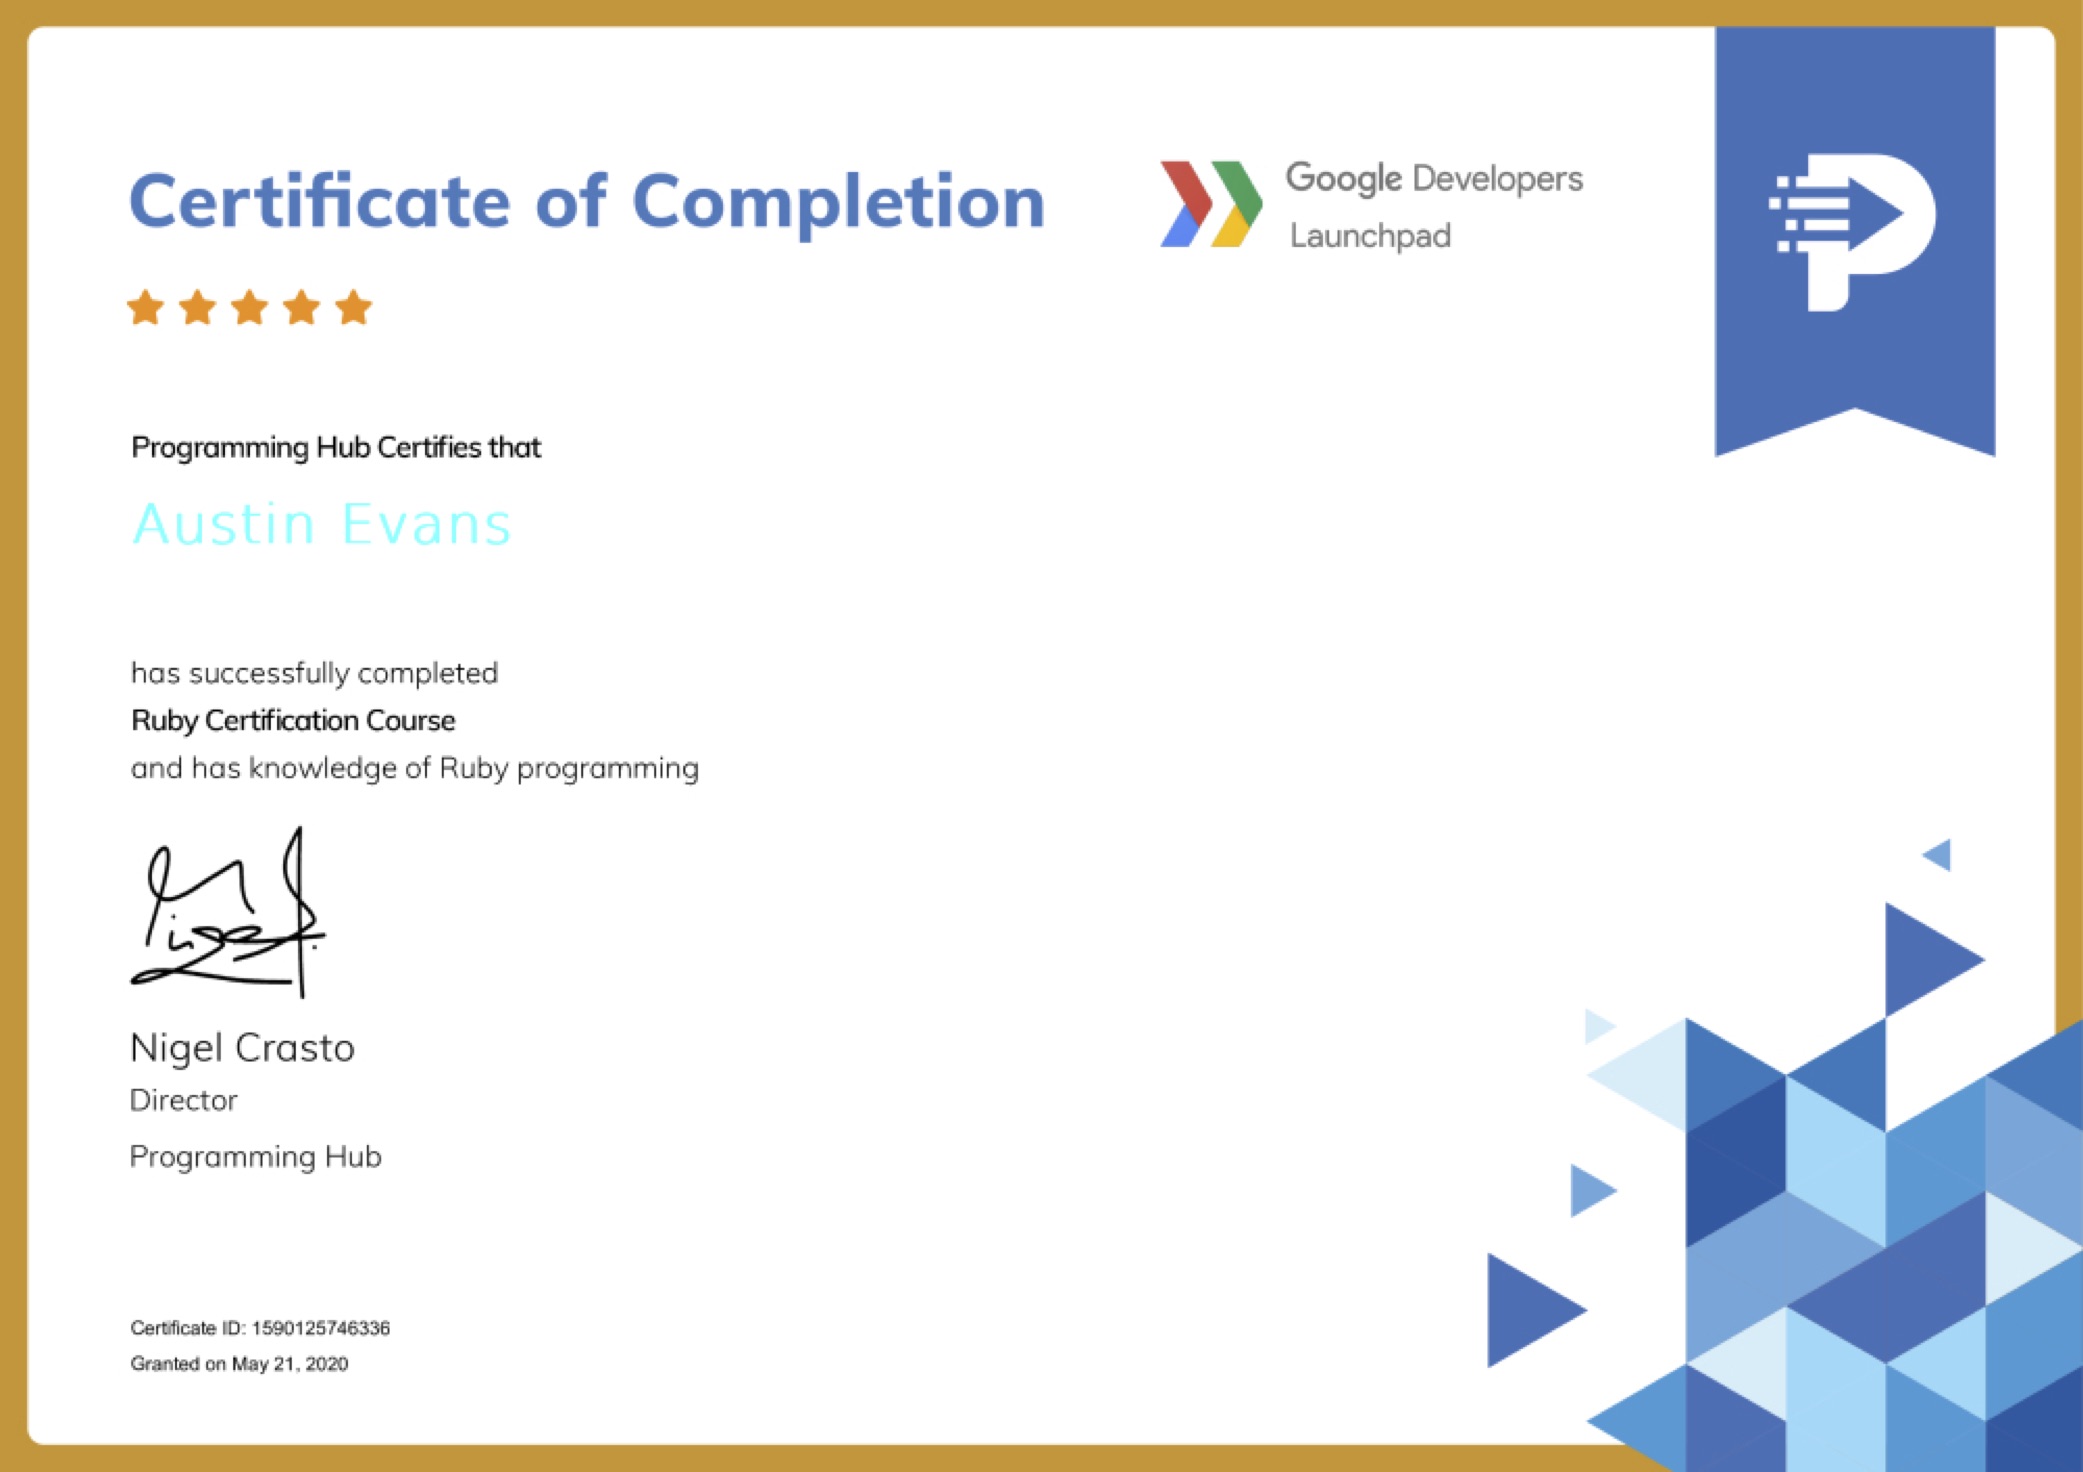 Certificate of Completion
Google Developers
Launchpad
Programming Hub Certifies that
Austin Evans
has successfully completed
Ruby Certification Course
and has knowledge of Ruby programming
Nigel Crasto
Director
Programming Hub
Certificate ID: 1590125746336
Granted on May 21, 2020